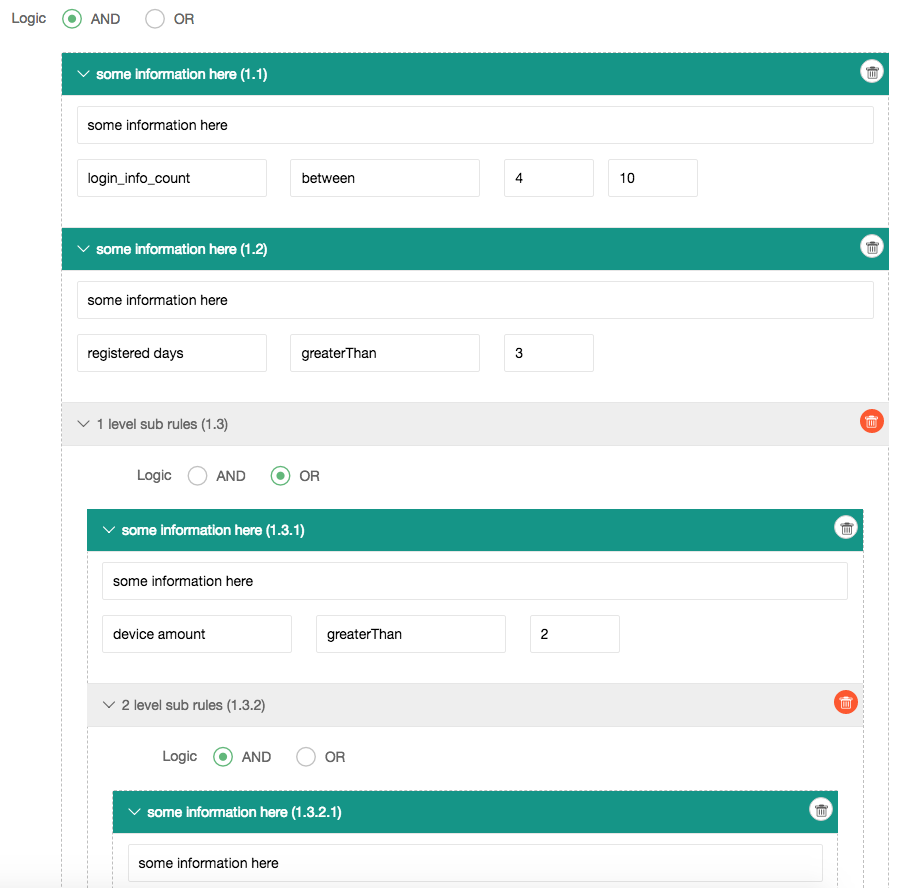 Logic AND OR
some information here (1.1)
some information here
login_info_count between 4 10
some information here (1.2)
some information here
registered days greaterThan 3
1 level sub rules (1.3)
Logic AND OR
some information here (1.3.1)
some information here
device amount greaterThan 2
2 level sub rules (1.3.2)
Logic AND OR
some information here (1.3.2.1)
some information here